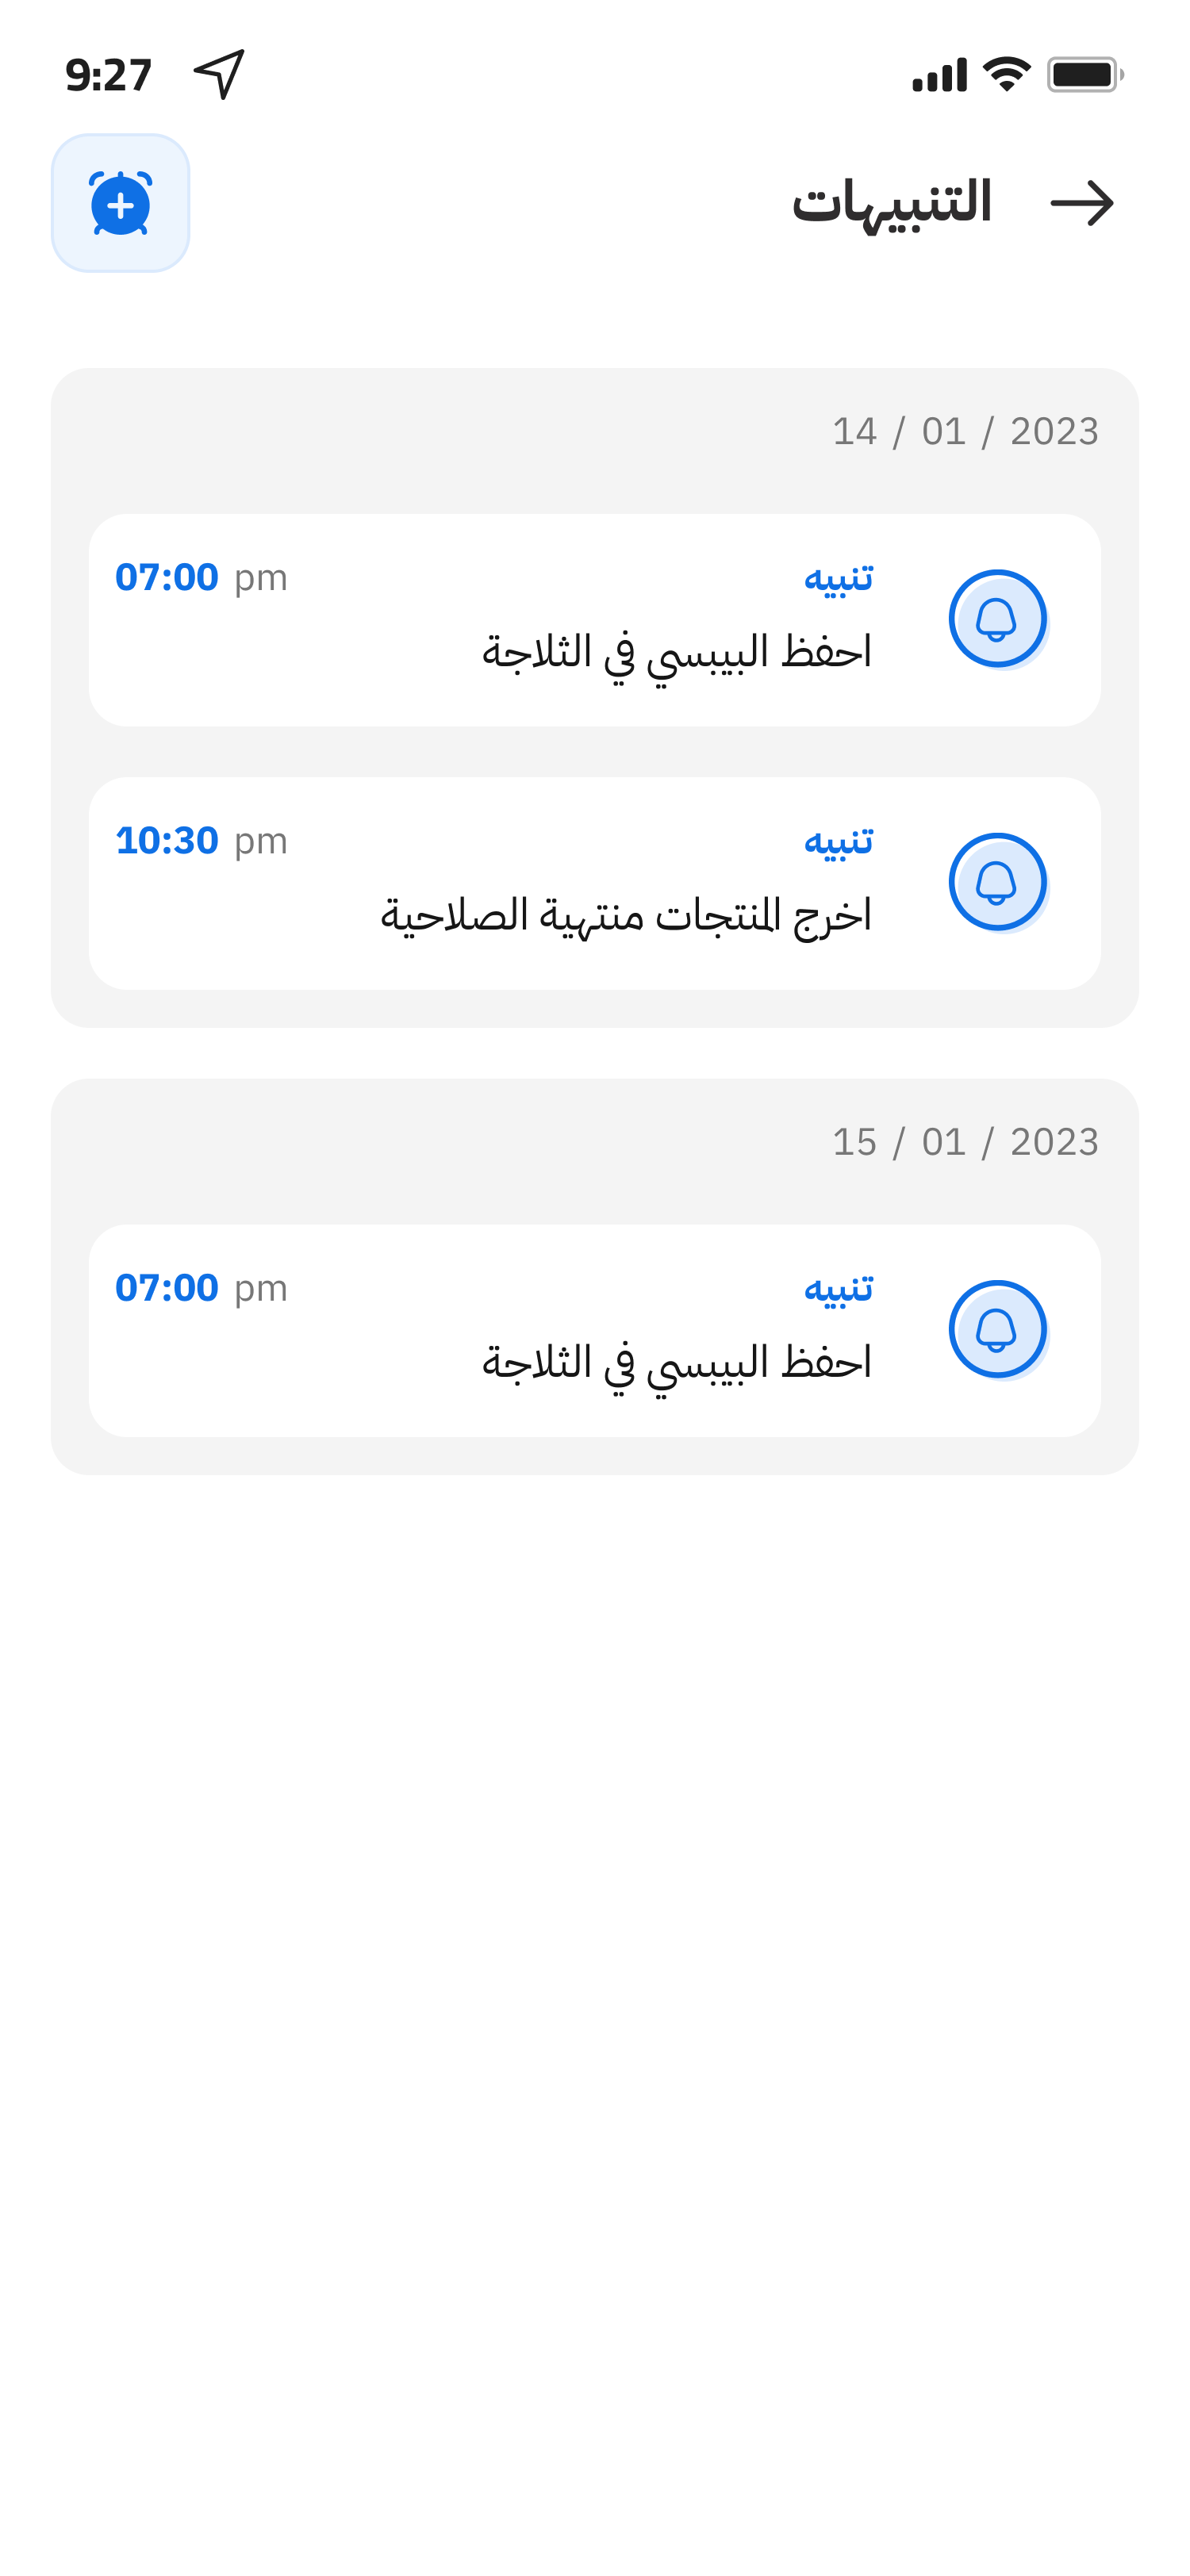 9:27
التنبيهات
14 / 01 / 2023
تنبيه
07:00 pm
احفظ البيبسي في الثلاجة
تنبيه
10:30 pm
اخرج المنتجات منتهية الصلاحية
15 / 01 / 2023
تنبيه
07:00 pm
احفظ البيبسي في الثلاجة